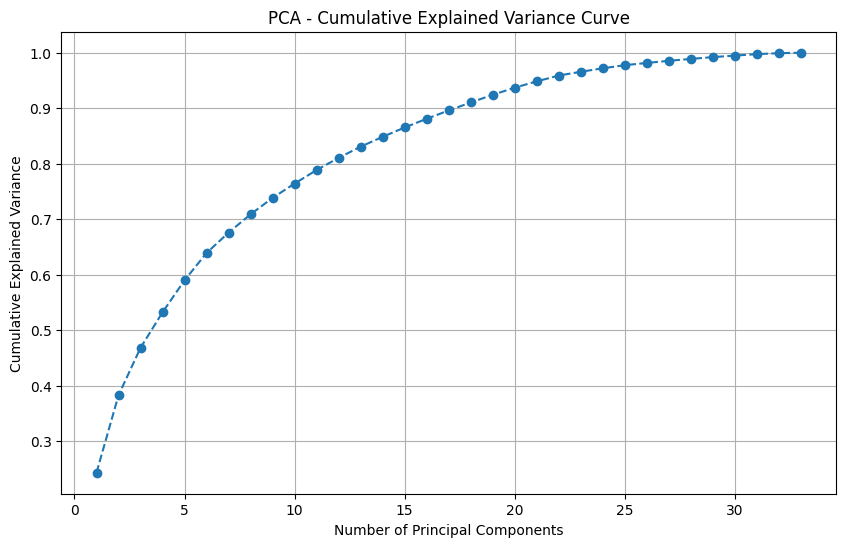 PCA - Cumulative Explained Variance Curve
Cumulative Explained Variance
1.0
0.9
0.8
0.7
0.6
0.5
0.4
0.3
0 5 10 15 20 25 30
Number of Principal Components